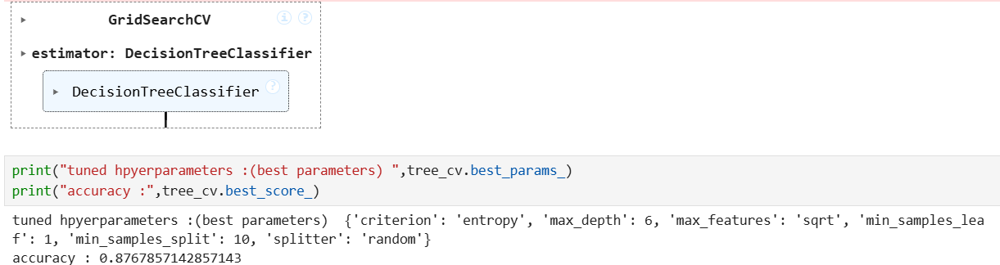 GridSearchCV
estimator: DecisionTreeClassifier
DecisionTreeClassifier
print("tuned hpyerparameters :(best parameters) ",tree_cv.best_params_)
print("accuracy :",tree_cv.best_score_)
tuned hpyerparameters :(best parameters)  {'criterion': 'entropy', 'max_depth': 6, 'max_features': 'sqrt', 'min_samples_lea
f': 1, 'min_samples_split': 10, 'splitter': 'random'}
accuracy : 0.8767857142857143